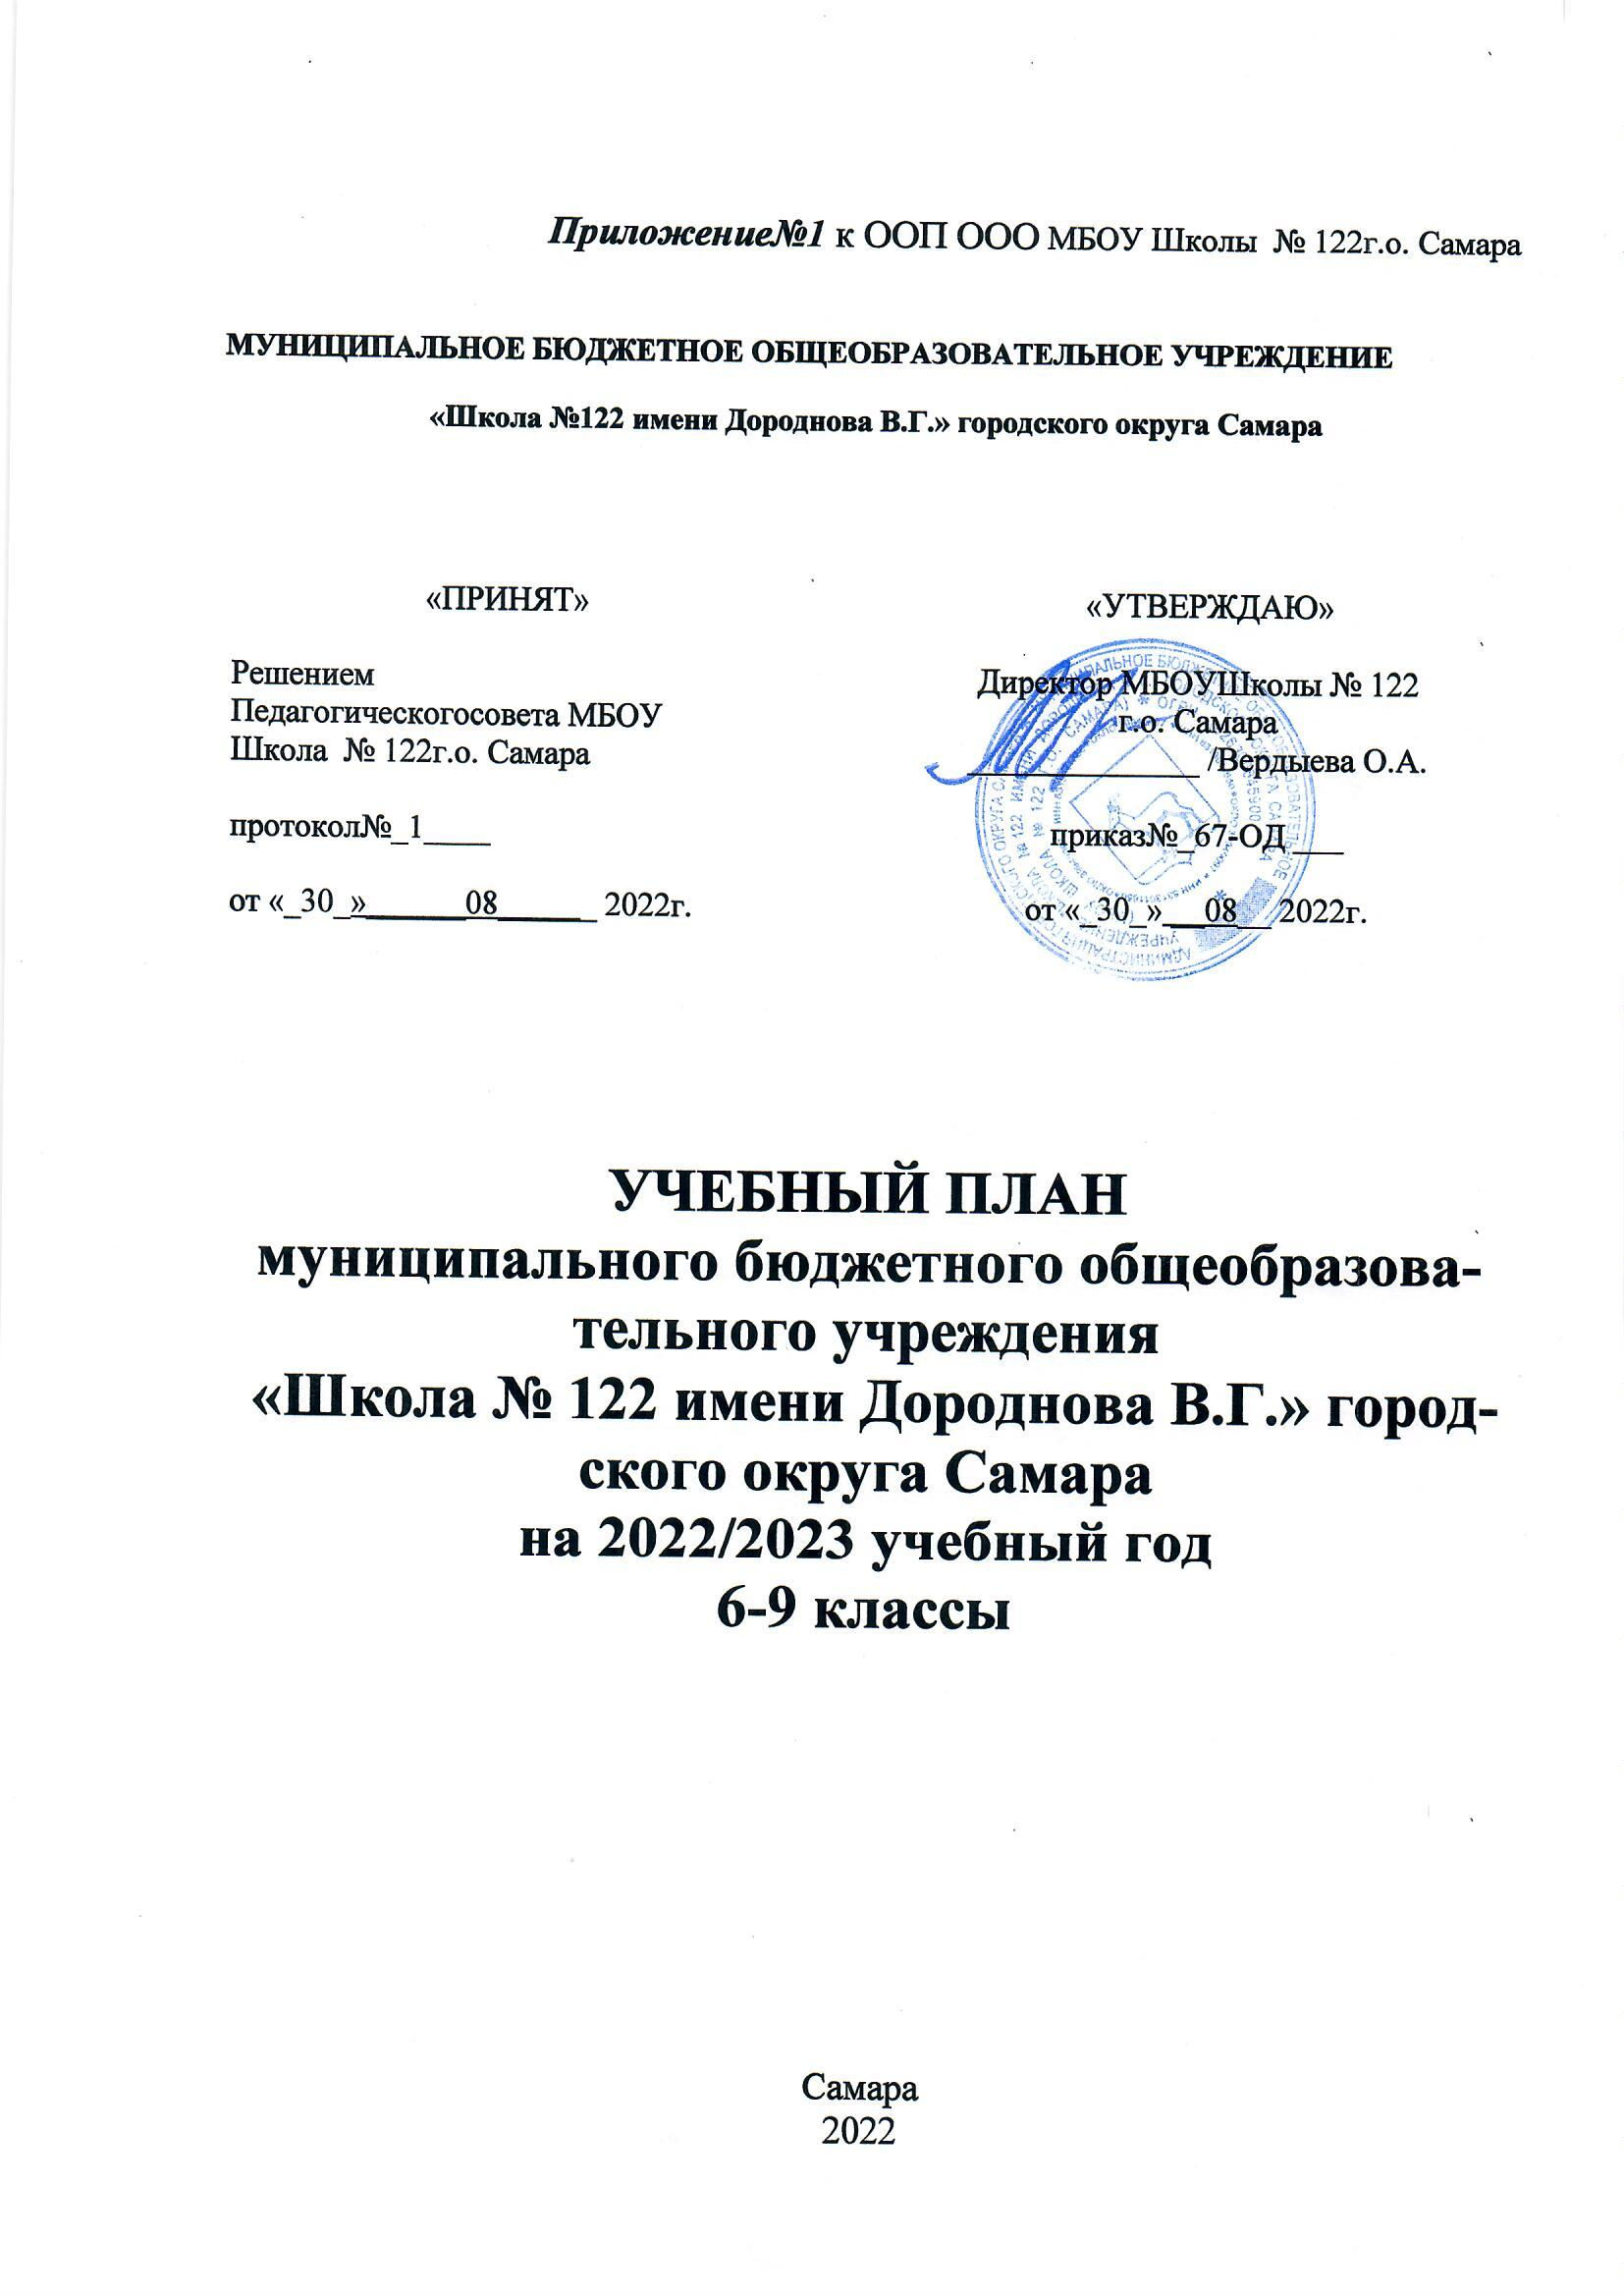 Приложение№1 к ООП ООО МБОУ Школы № 122г.о. Самара
МУНИЦИПАЛЬНОЕ БЮДЖЕТНОЕ ОБЩЕОБРАЗОВАТЕЛЬНОЕ УЧРЕЖДЕНИЕ
«Школа №122 имени Дороднова В.Г.» городского округа Самара
«ПРИНЯТ»
Решением
Педагогическогосовета МБОУ
Школа № 122г.о. Самара
протокол№_1____
от «_30_»______08______ 2022г.
«УТВЕРЖДАЮ»
Директор МБОУШколы № 122
г.о. Самара
______________ /Вердыева О.А.
приказ№_67-ОД___
от «_30_»__08__ 2022г.
УЧЕБНЫЙ ПЛАН
муниципального бюджетного общеобразова-
тельного учреждения
«Школа № 122 имени Дороднова В.Г.» город-
ского округа Самара
на 2022/2023 учебный год
6-9 классы
Самара
2022